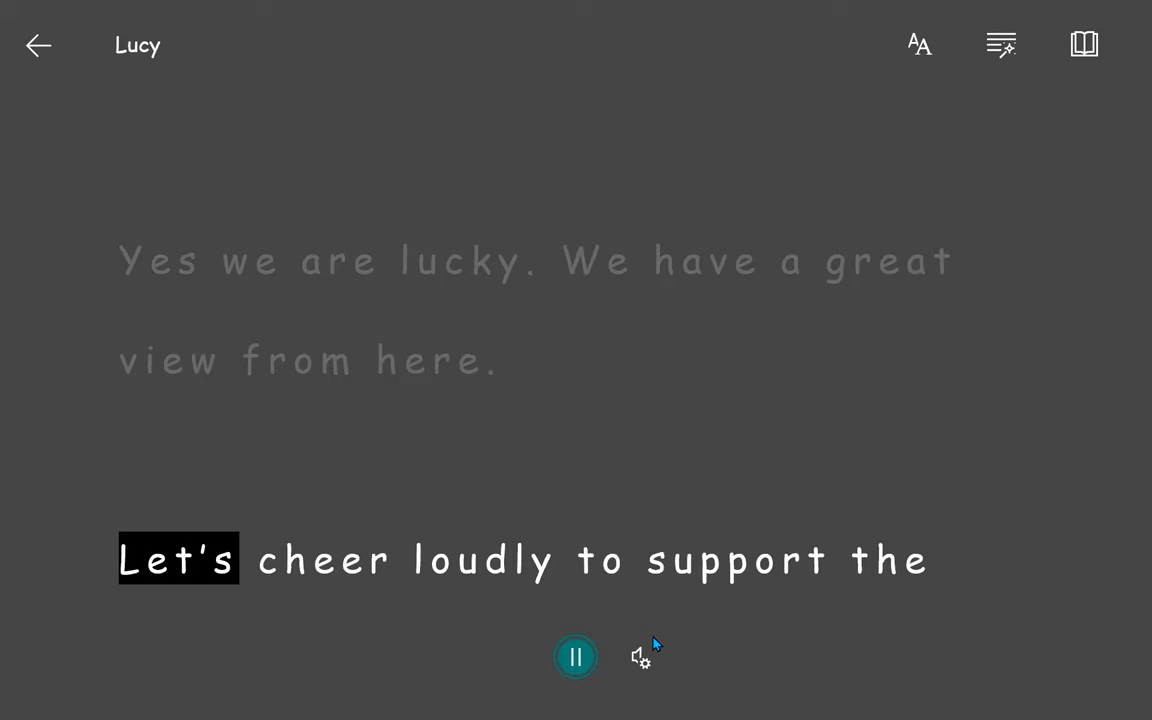 Lucy
Yes we are lucky. We have a great
view from here.
Let's cheer loudly to support the